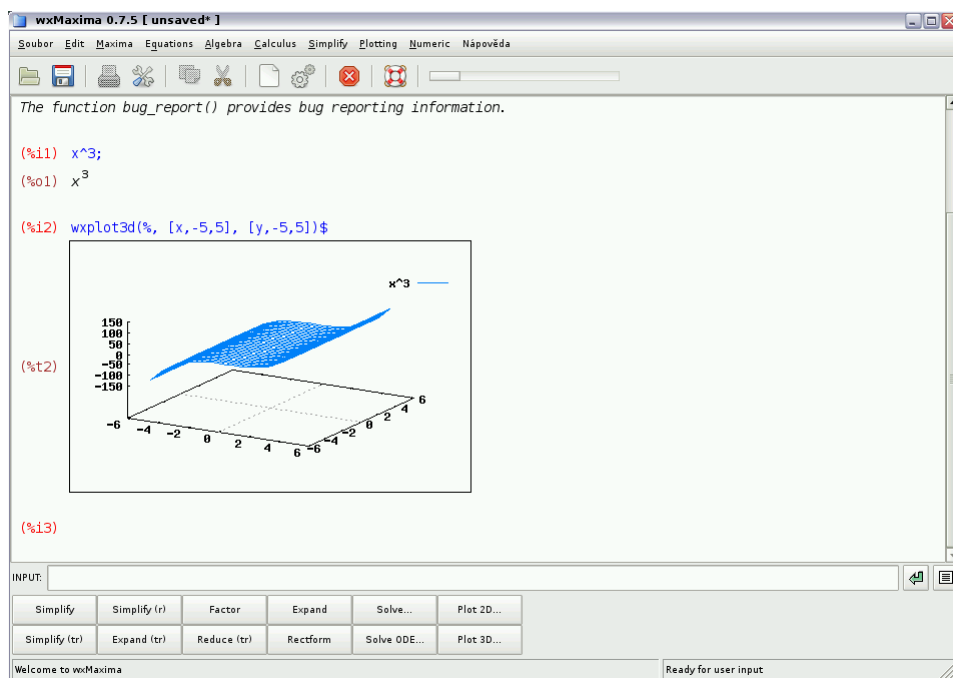 wxMaxima 0.7.5 [ unsaved* ]
Soubor Edit Maxima Equations Algebra Calculus Simplify Plotting Numeric Nápověda
The function bug_report() provides bug reporting information.
(%i1) x^3;
(%o1) x³
(%i2) wxplot3d(%, [x,-5,5], [y,-5,5])$
x^3
150
100
50
0
-50
-100
-150
(%t2)
-6 -4 -2 0 2 4 6
-6 -4 -2 0 2 4 6
(%i3)
INPUT:
Simplify Simplify (r) Factor Expand Solve... Plot 2D...
Simplify (tr) Expand (tr) Reduce (tr) Rectform Solve ODE... Plot 3D...
Welcome to wxMaxima Ready for user input